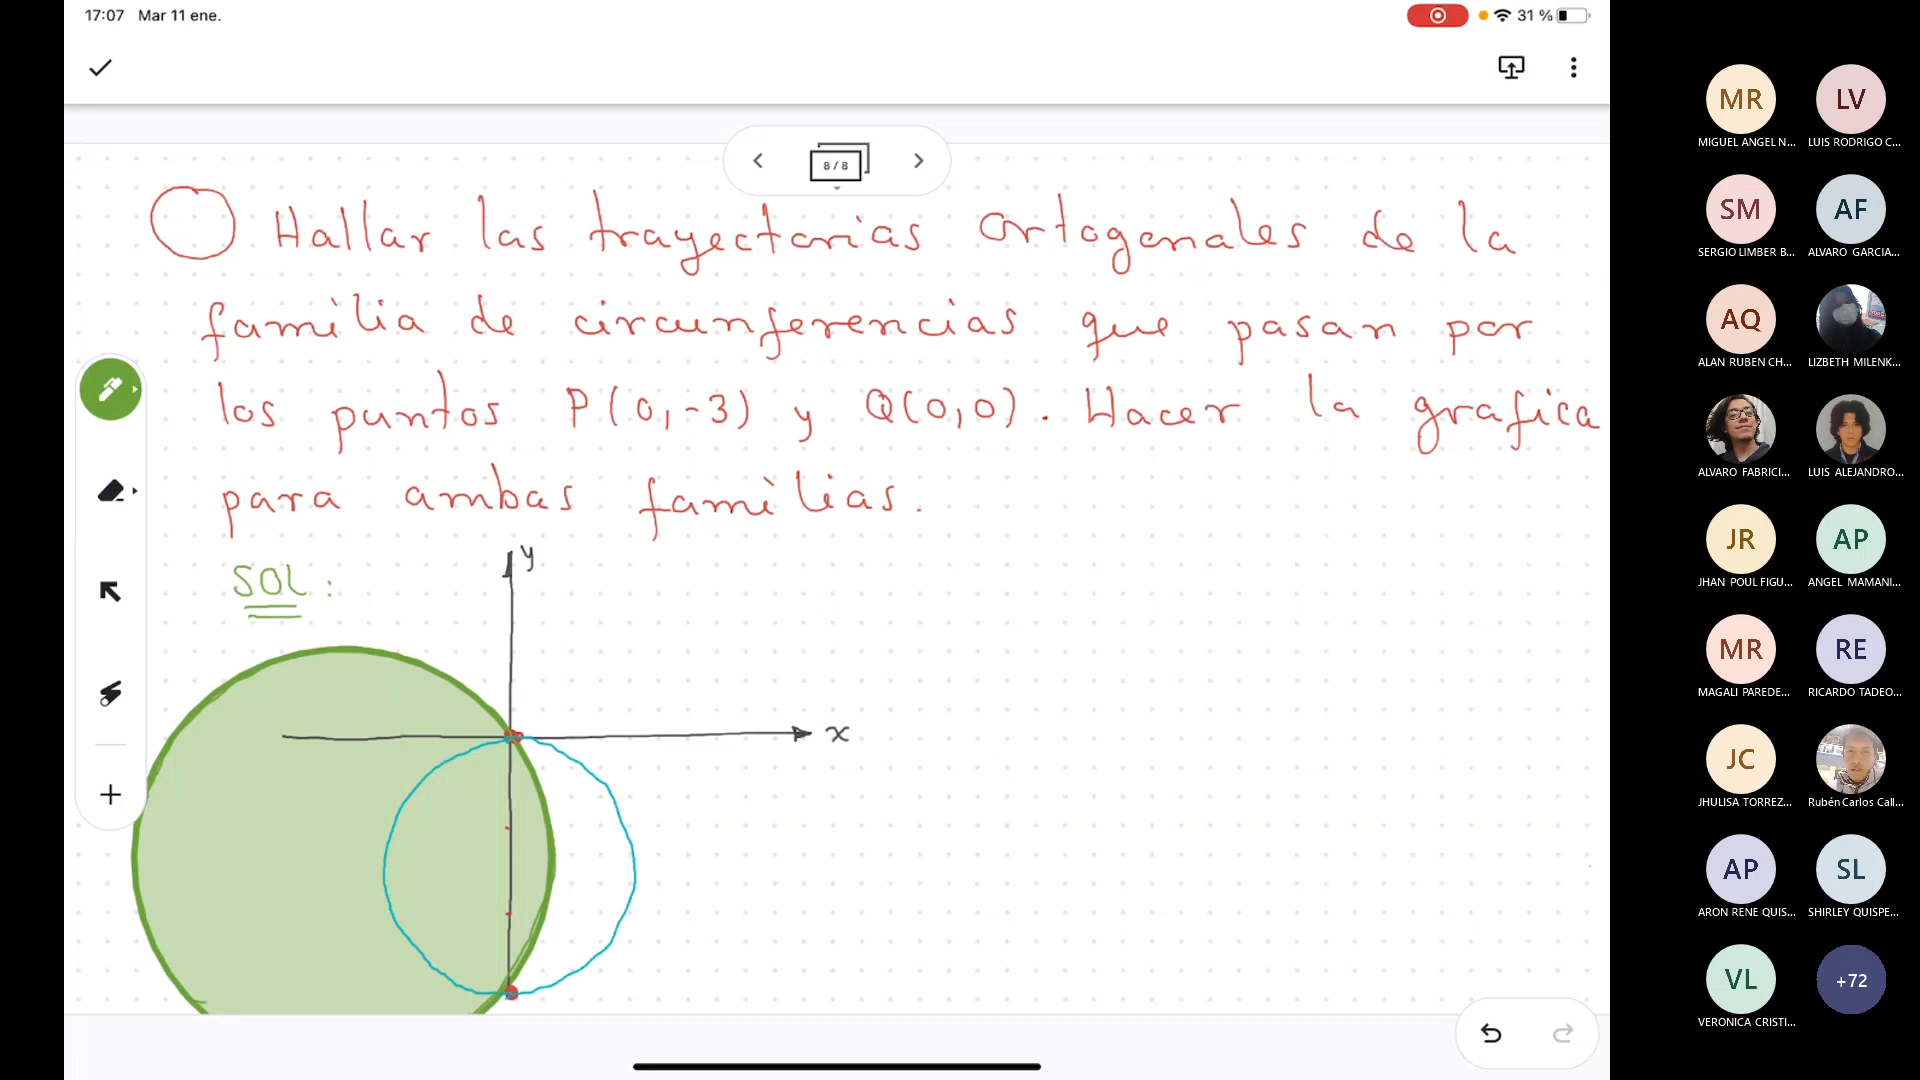 17:07 Mar 11 ene.
31 %
8 / 8
Hallar las trayectorias ortogonales de la
familia de circunferencias que pasan por
los puntos P(0,-3) y Q(0,0). Hacer la grafica
para ambas familias.
SOL:
y
x
MR
LV
MIGUEL ANGEL N...
LUIS RODRIGO C...
SM
AF
SERGIO LIMBER B...
ALVARO GARCIA...
AQ
ALAN RUBEN CH...
LIZBETH MILENK...
ALVARO FABRICI...
LUIS ALEJANDRO...
JR
AP
JHAN POUL FIGU...
ANGEL MAMANI...
MR
RE
MAGALI PAREDE...
RICARDO TADEO...
JC
JHULISA TORREZ...
Rubén Carlos Call...
AP
SL
ARON RENE QUIS...
SHIRLEY QUISPE...
VL
+72
VERONICA CRISTI...